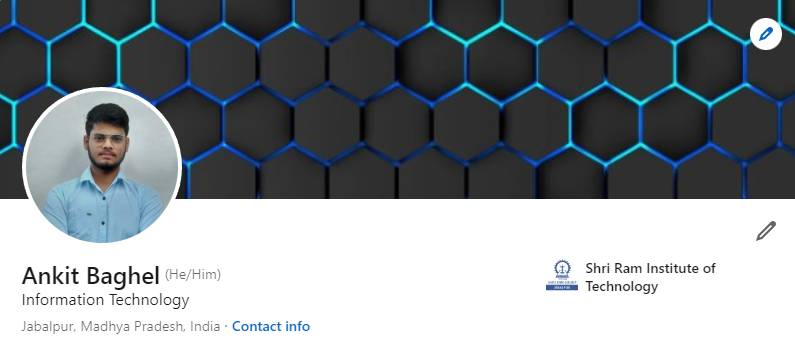 Ankit Baghel (He/Him)
Information Technology
Jabalpur, Madhya Pradesh, India · Contact info
Shri Ram Institute of
Technology